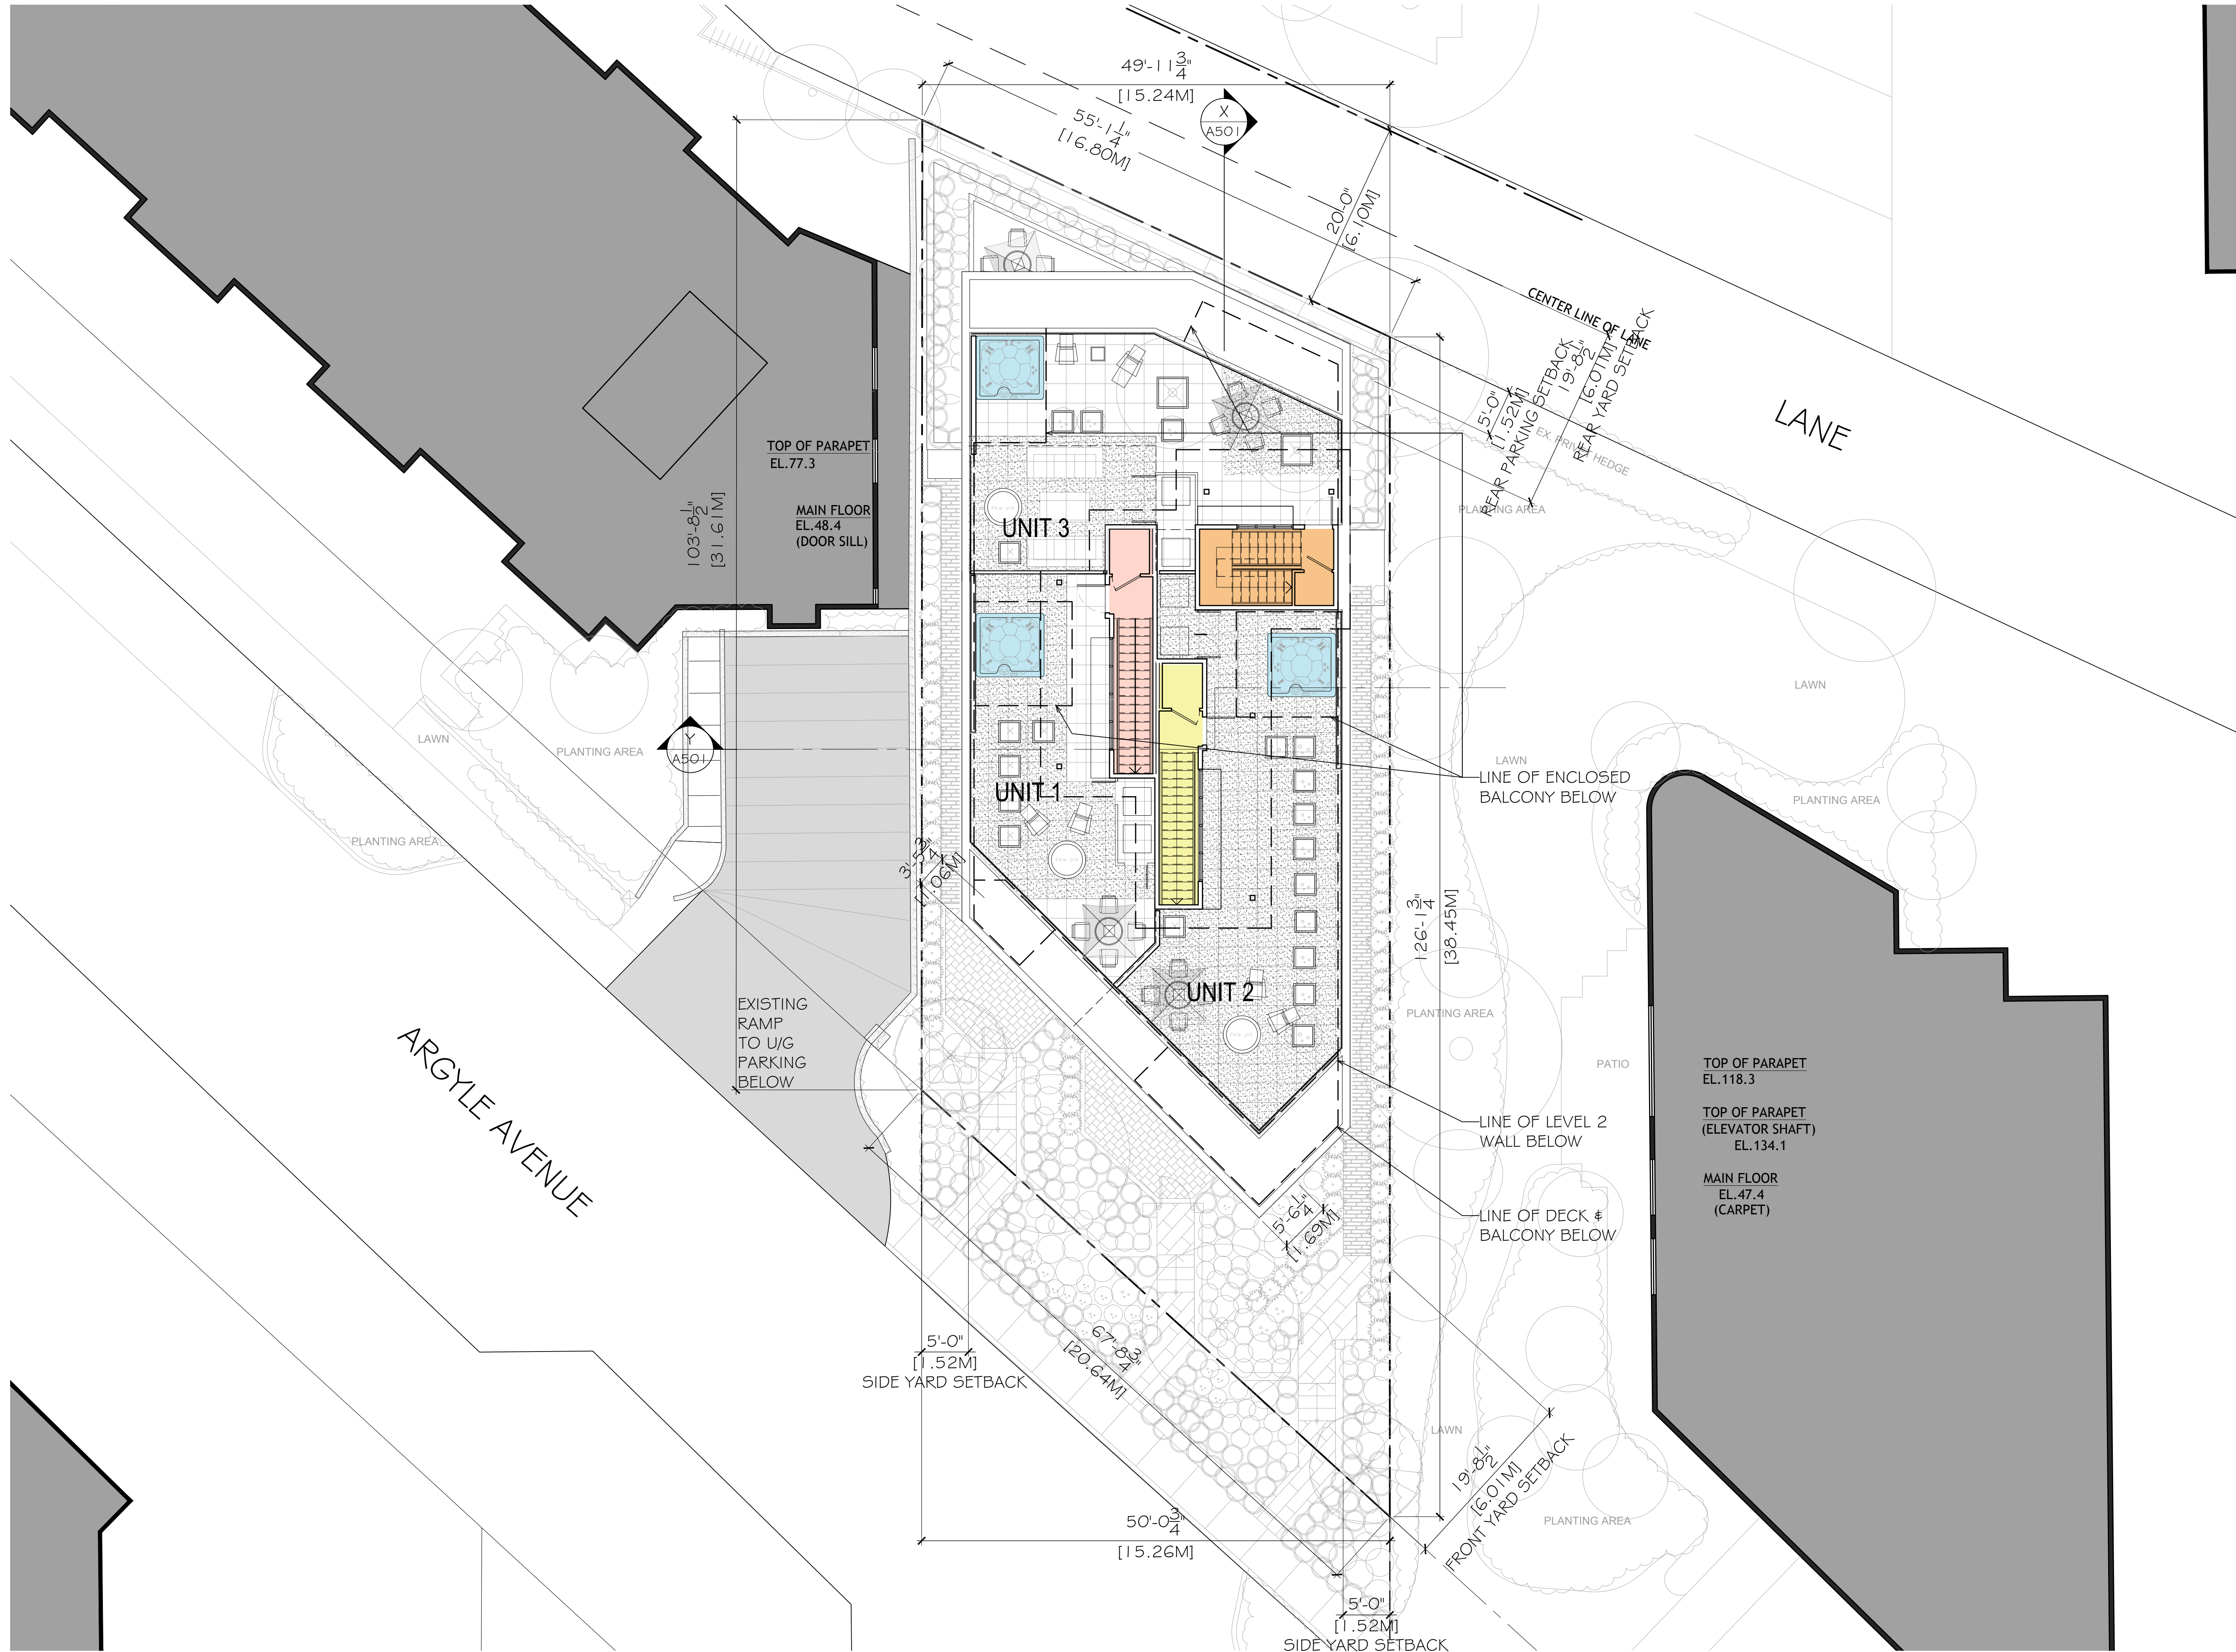 49'-11 3/4"
[15.24M]
X
A501
55'-1 1/4"
[16.80M]
20'-0"
[6.10M]
CENTER LINE OF LANE
5'-0"
[1.52M]
REAR PARKING SETBACK
19'-8 1/2"
[6.01M]
REAR YARD SETBACK
LANE
EX. PRIVET HEDGE
PLANTING AREA
TOP OF PARAPET
EL.77.3
MAIN FLOOR
EL.48.4
(DOOR SILL)
103'-8 1/2"
[31.61M]
UNIT 3
LAWN
PLANTING AREA
Y
A501
LAWN
LAWN
PLANTING AREA
PLANTING AREA
UNIT 1
LINE OF ENCLOSED
BALCONY BELOW
3'-5 3/4"
[1.06M]
126'-1 3/4"
[38.45M]
UNIT 2
PLANTING AREA
PATIO
EXISTING
RAMP
TO U/G
PARKING
BELOW
ARGYLE AVENUE
TOP OF PARAPET
EL.118.3
TOP OF PARAPET
(ELEVATOR SHAFT)
EL.134.1
MAIN FLOOR
EL.47.4
(CARPET)
LINE OF LEVEL 2
WALL BELOW
LINE OF DECK &
BALCONY BELOW
5'-6 1/4"
[1.69M]
5'-0"
[1.52M]
SIDE YARD SETBACK
67'-8 3/4"
[20.64M]
LAWN
19'-8 1/2"
[6.01M]
FRONT YARD SETBACK
PLANTING AREA
50'-0 3/4"
[15.26M]
5'-0"
[1.52M]
SIDE YARD SETBACK